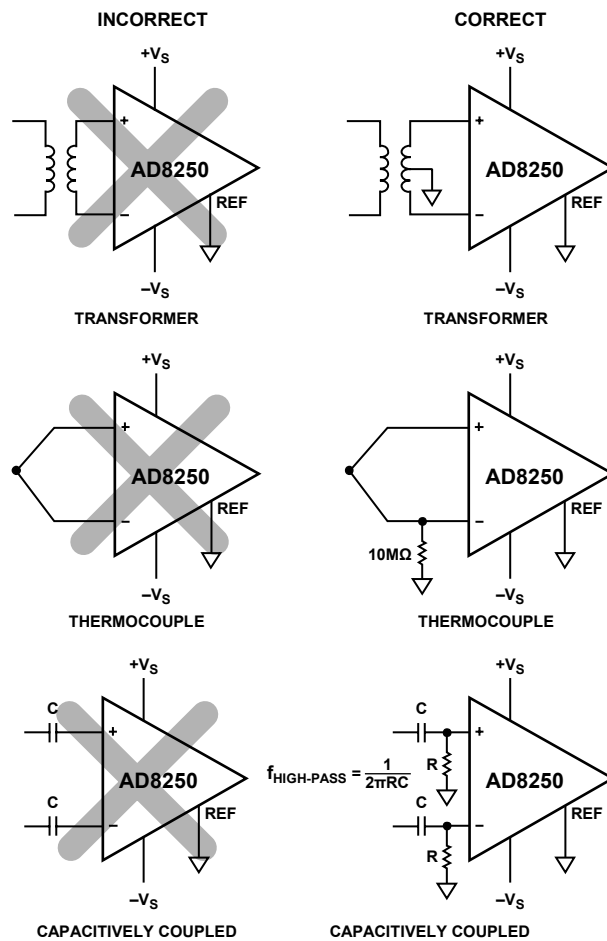 INCORRECT
CORRECT
+VS
+
AD8250
REF
−
–VS
TRANSFORMER
+VS
+
AD8250
REF
−
–VS
TRANSFORMER
+VS
+
AD8250
REF
−
–VS
THERMOCOUPLE
+VS
+
AD8250
REF
−
10MΩ
–VS
THERMOCOUPLE
+VS
C
+
AD8250
C
REF
−
–VS
CAPACITIVELY COUPLED
fHIGH-PASS = 1/2πRC
+VS
C
+
R
AD8250
C
REF
−
R
–VS
CAPACITIVELY COUPLED